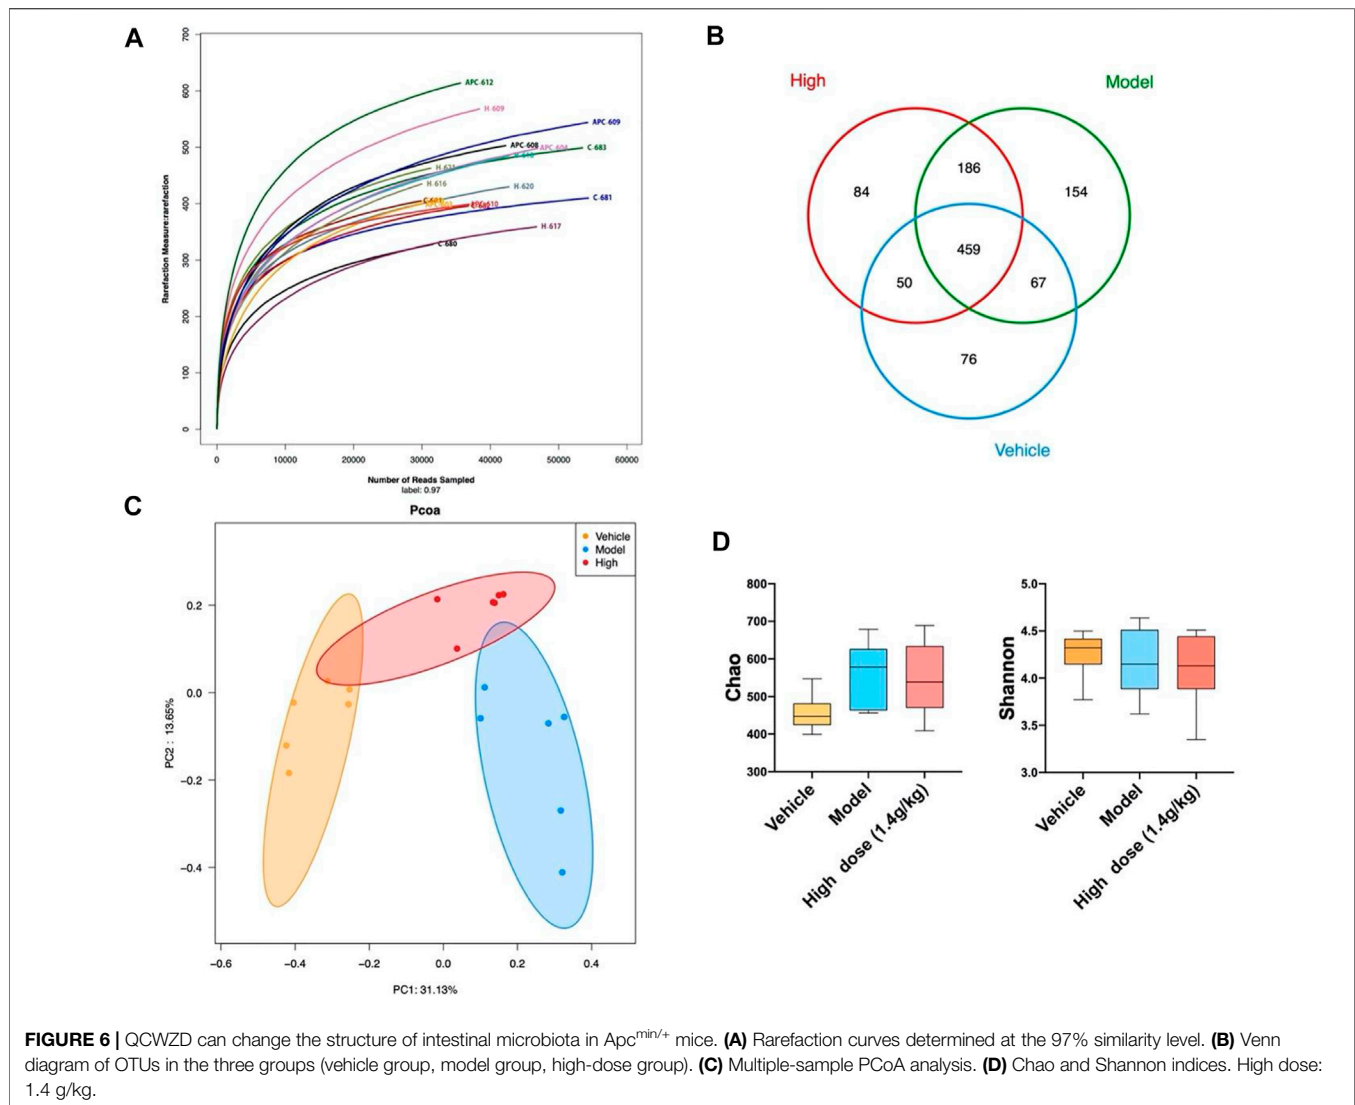 A
700
600
500
400
300
200
100
0
Rarefaction Measure:rarefaction
APC-612
H-609
APC-609
APC-608
C-683
H-616
H-620
C-681
H-617
C-680
0 10000 20000 30000 40000 50000 60000
Number of Reads Sampled
label: 0.97
B
High
Model
84
186
154
459
50
67
76
Vehicle
C
Pcoa
Vehicle
Model
High
0.2
0.0
−0.2
−0.4
PC2 : 13.65%
−0.6 −0.4 −0.2 0.0 0.2 0.4
PC1: 31.13%
D
800
700
600
500
400
300
Chao
Vehicle
Model
High dose (1.4g/kg)
5.0
4.5
4.0
3.5
3.0
Shannon
Vehicle
Model
High dose (1.4g/kg)
FIGURE 6 | QCWZD can change the structure of intestinal microbiota in Apcmin/+ mice. (A) Rarefaction curves determined at the 97% similarity level. (B) Venn
diagram of OTUs in the three groups (vehicle group, model group, high-dose group). (C) Multiple-sample PCoA analysis. (D) Chao and Shannon indices. High dose:
1.4 g/kg.